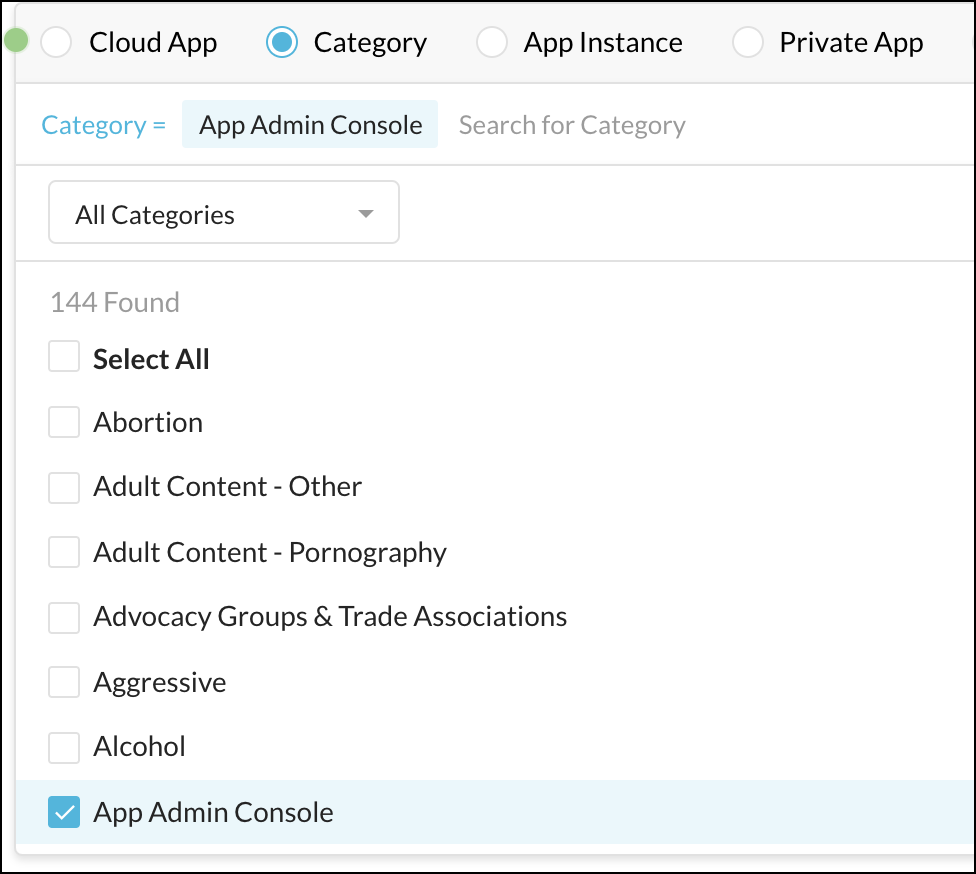 Cloud App Category App Instance Private App
Category = App Admin Console Search for Category
All Categories
144 Found
Select All
Abortion
Adult Content - Other
Adult Content - Pornography
Advocacy Groups & Trade Associations
Aggressive
Alcohol
App Admin Console